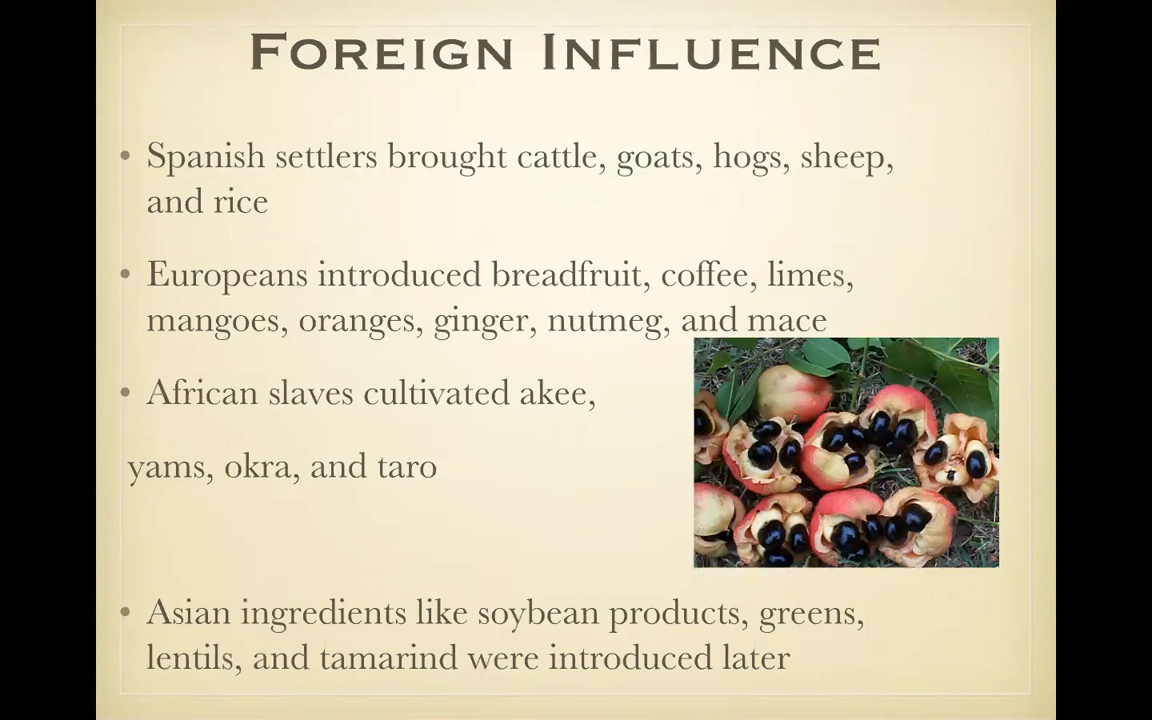 Foreign Influence
• Spanish settlers brought cattle, goats, hogs, sheep,
and rice
• Europeans introduced breadfruit, coffee, limes,
mangoes, oranges, ginger, nutmeg, and mace
• African slaves cultivated akee,
yams, okra, and taro
• Asian ingredients like soybean products, greens,
lentils, and tamarind were introduced later